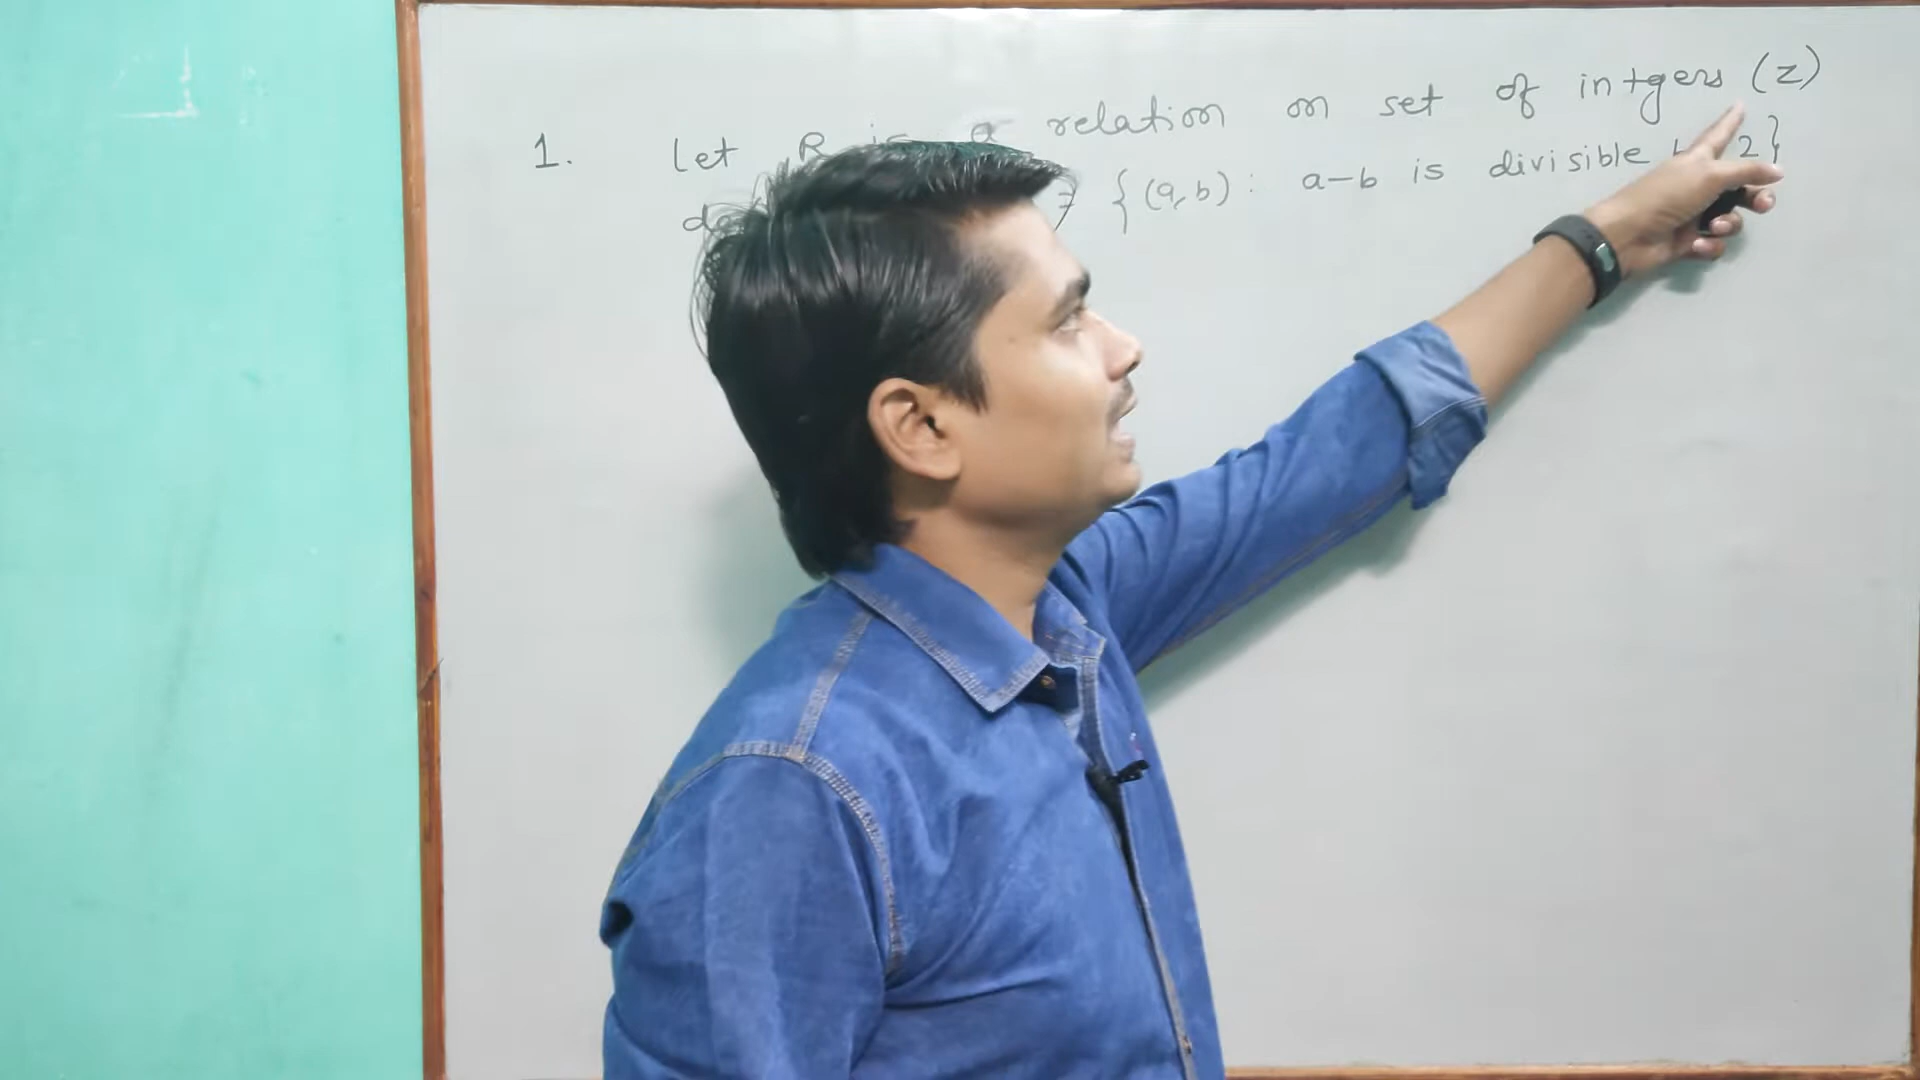 1. let R is a relation on set of intgers (z)
{(a,b): a-b is divisible 2}